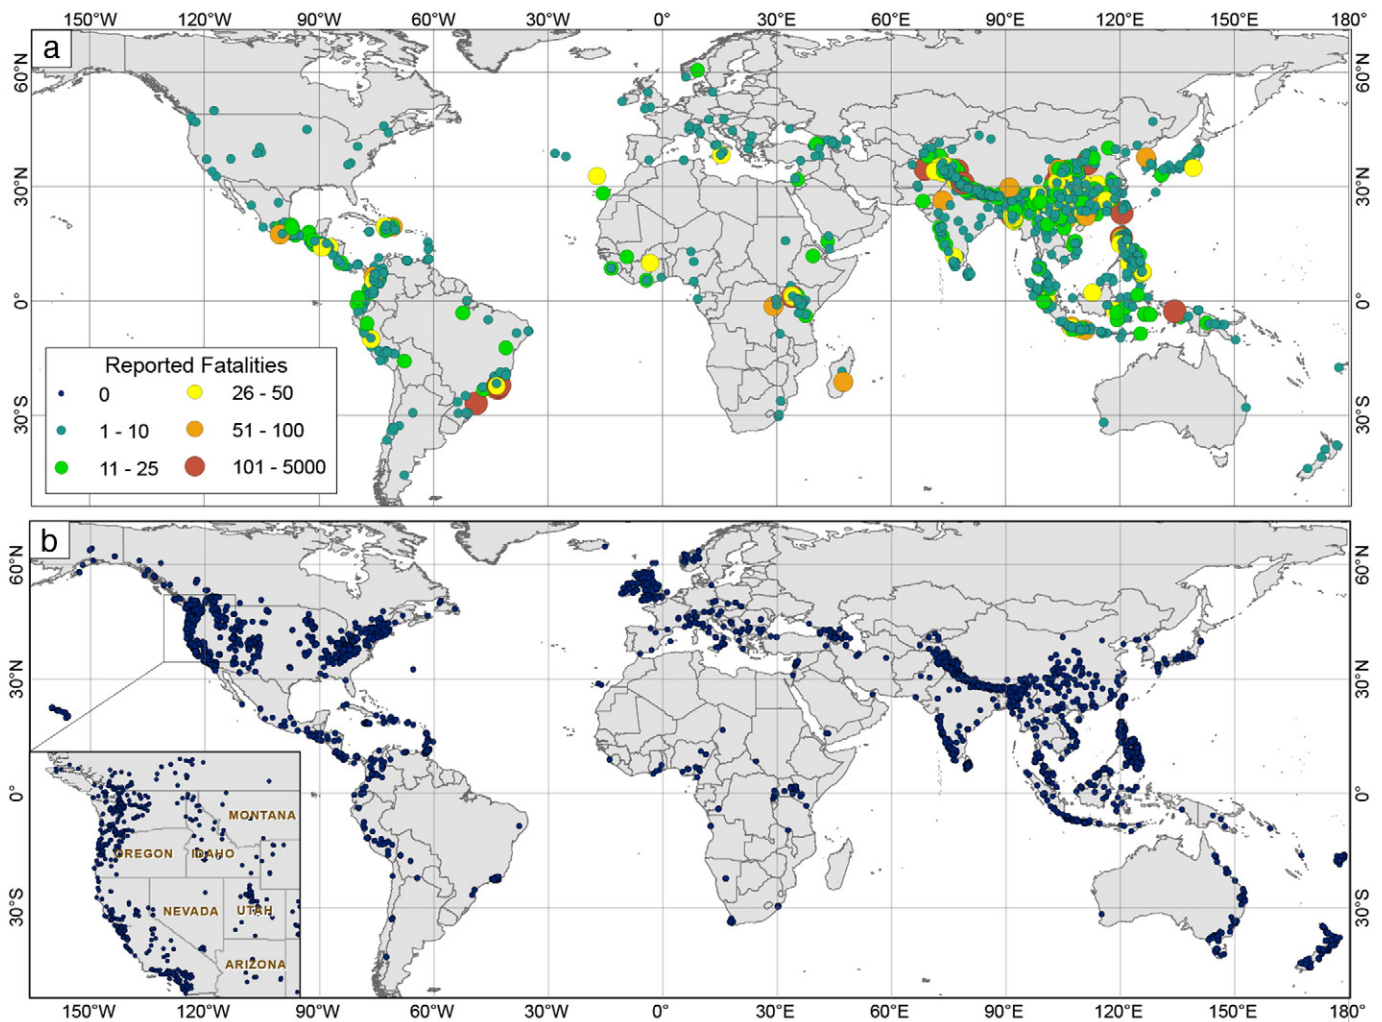 150°W 120°W 90°W 60°W 30°W 0° 30°E 60°E 90°E 120°E 150°E 180°
a
60°N
60°N
30°N
30°N
0°
0°
30°S
30°S
Reported Fatalities
0
1 - 10
11 - 25
26 - 50
51 - 100
101 - 5000
b
60°N
60°N
30°N
30°N
0°
0°
30°S
30°S
MONTANA
OREGON
IDAHO
NEVADA
UTAH
ARIZONA
150°W 120°W 90°W 60°W 30°W 0° 30°E 60°E 90°E 120°E 150°E 180°